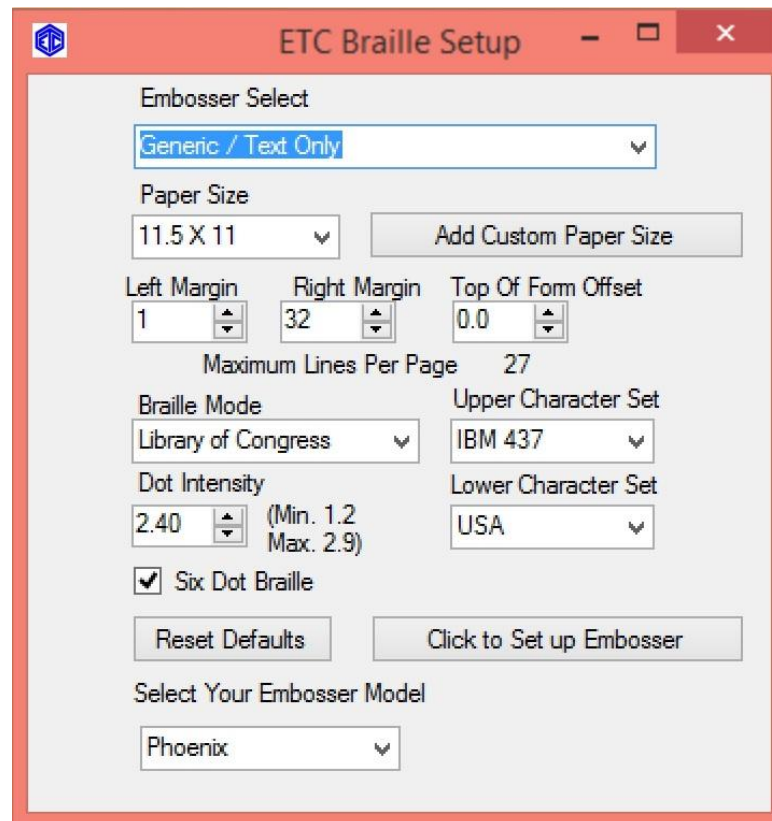 ETC
ETC Braille Setup
Embosser Select
Generic / Text Only
Paper Size
11.5 X 11
Add Custom Paper Size
Left Margin
Right Margin
Top Of Form Offset
1
32
0.0
Maximum Lines Per Page 27
Braille Mode
Upper Character Set
Library of Congress
IBM 437
Dot Intensity
Lower Character Set
2.40
(Min. 1.2
Max. 2.9)
USA
Six Dot Braille
Reset Defaults
Click to Set up Embosser
Select Your Embosser Model
Phoenix